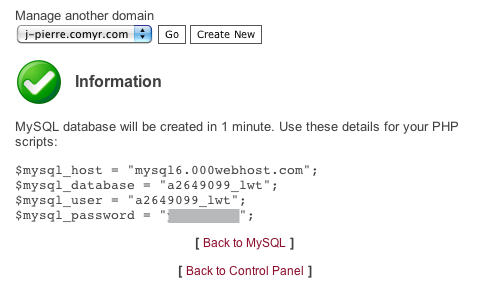 Manage another domain
j-pierre.comyr.com Go Create New
Information
MySQL database will be created in 1 minute. Use these details for your PHP
scripts:
$mysql_host = "mysql6.000webhost.com";
$mysql_database = "a2649099_lwt";
$mysql_user = "a2649099_lwt";
$mysql_password = "";
[ Back to MySQL ]
[ Back to Control Panel ]